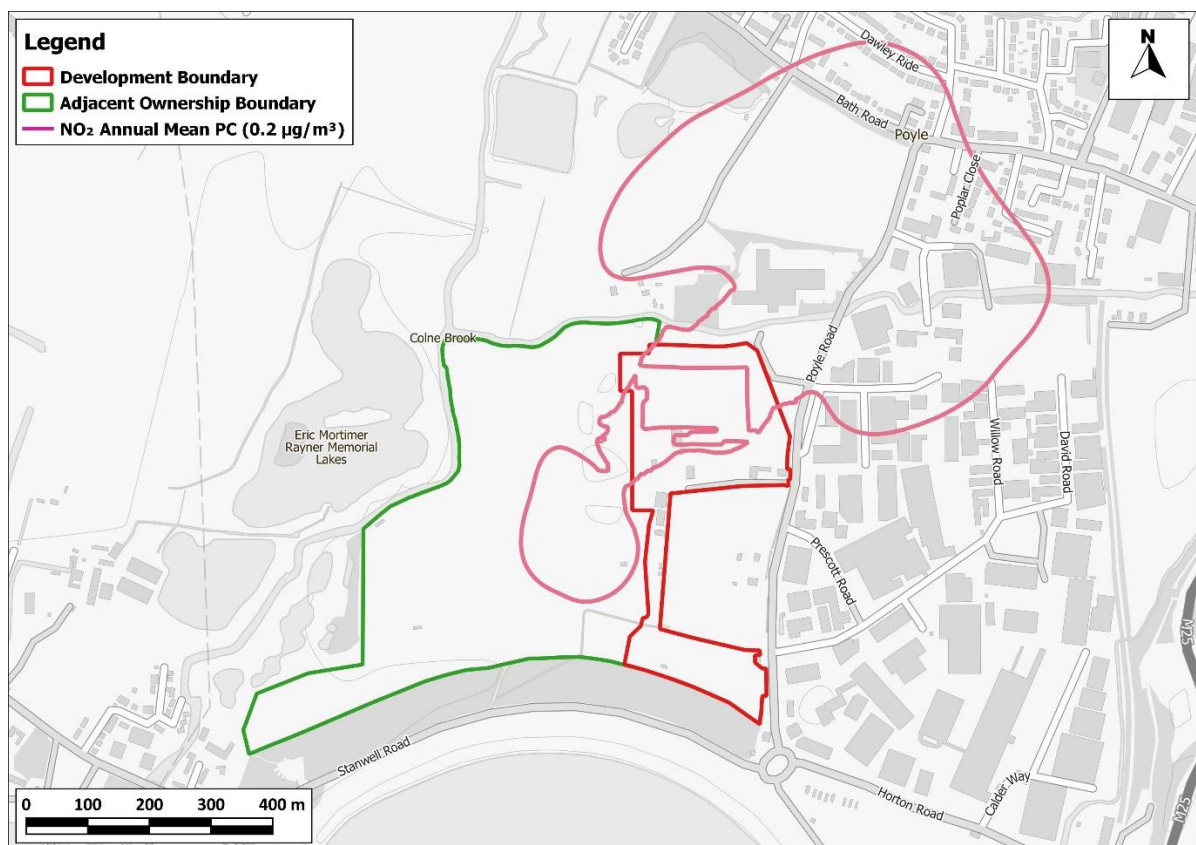 Legend
Development Boundary
Adjacent Ownership Boundary
NO₂ Annual Mean PC (0.2 µg/m³)
N
Dawley Ride
Bath Road
Poyle
Poplar Close
Colne Brook
Poyle Road
Eric Mortimer
Rayner Memorial
Lakes
Willow Road
David Road
Prescott Road
M25
Stanwell Road
Horton Road
Calder Way
M25
0 100 200 300 400 m